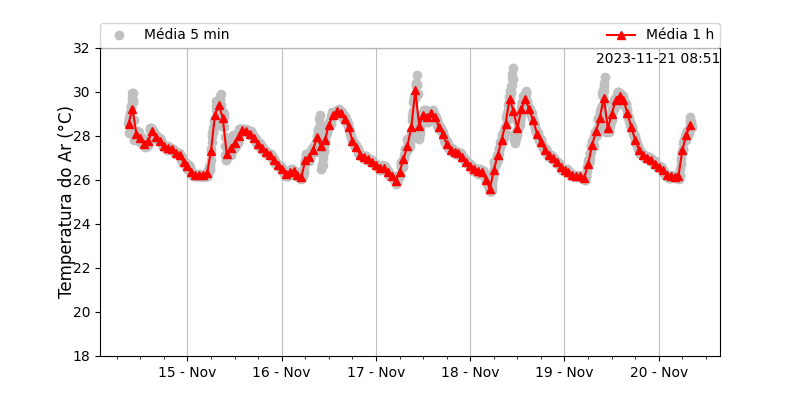 Média 5 min
Média 1 h
2023-11-21 08:51
Temperatura do Ar (°C)
32
30
28
26
24
22
20
18
15 - Nov
16 - Nov
17 - Nov
18 - Nov
19 - Nov
20 - Nov